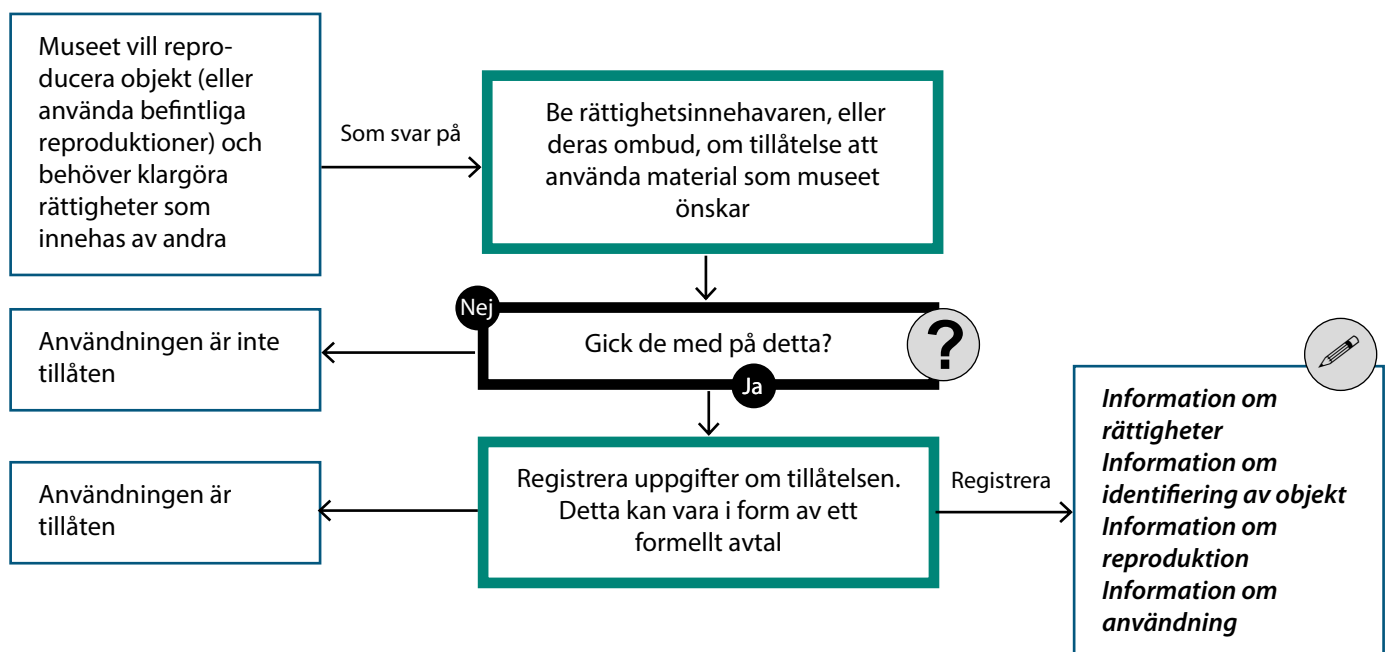 Museet vill repro-
ducera objekt (eller
använda befintliga
reproduktioner) och
behöver klargöra
rättigheter som
innehas av andra
Som svar på
Be rättighetsinnehavaren, eller
deras ombud, om tillåtelse att
använda material som museet
önskar
Nej
Gick de med på detta?
?
Ja
Användningen är inte
tillåten
Registrera uppgifter om tillåtelsen.
Detta kan vara i form av ett
formellt avtal
Användningen är
tillåten
Registrera
Information om
rättigheter
Information om
identifiering av objekt
Information om
reproduktion
Information om
användning